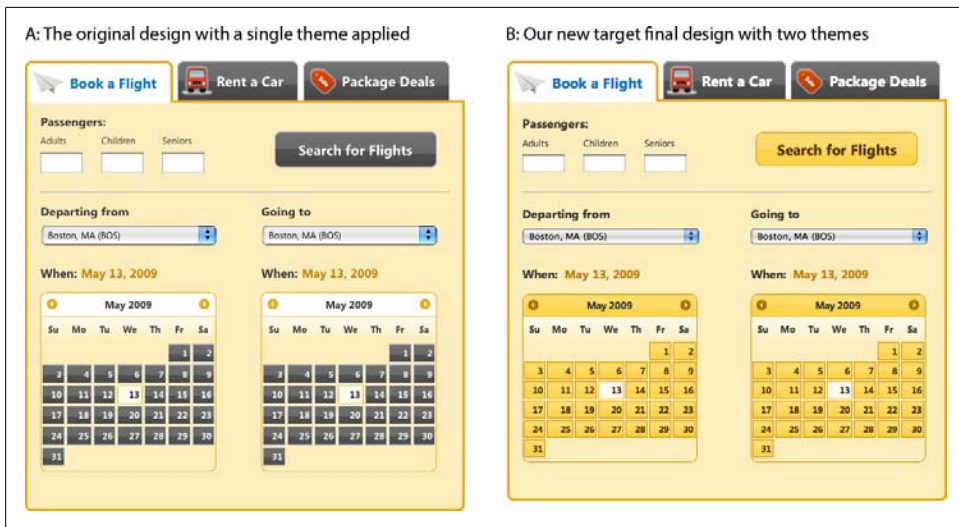 A: The original design with a single theme applied
Book a Flight Rent a Car Package Deals
Passengers:
Adults Children Seniors
Search for Flights
Departing from Going to
Boston, MA (BOS) Boston, MA (BOS)
When: May 13, 2009 When: May 13, 2009
May 2009 May 2009
Su Mo Tu We Th Fr Sa Su Mo Tu We Th Fr Sa
1 2 1 2
3 4 5 6 7 8 9 3 4 5 6 7 8 9
10 11 12 13 14 15 16 10 11 12 13 14 15 16
17 18 19 20 21 22 23 17 18 19 20 21 22 23
24 25 26 27 28 29 30 24 25 26 27 28 29 30
31 31
B: Our new target final design with two themes
Book a Flight Rent a Car Package Deals
Passengers:
Adults Children Seniors
Search for Flights
Departing from Going to
Boston, MA (BOS) Boston, MA (BOS)
When: May 13, 2009 When: May 13, 2009
May 2009 May 2009
Su Mo Tu We Th Fr Sa Su Mo Tu We Th Fr Sa
1 2 1 2
3 4 5 6 7 8 9 3 4 5 6 7 8 9
10 11 12 13 14 15 16 10 11 12 13 14 15 16
17 18 19 20 21 22 23 17 18 19 20 21 22 23
24 25 26 27 28 29 30 24 25 26 27 28 29 30
31 31